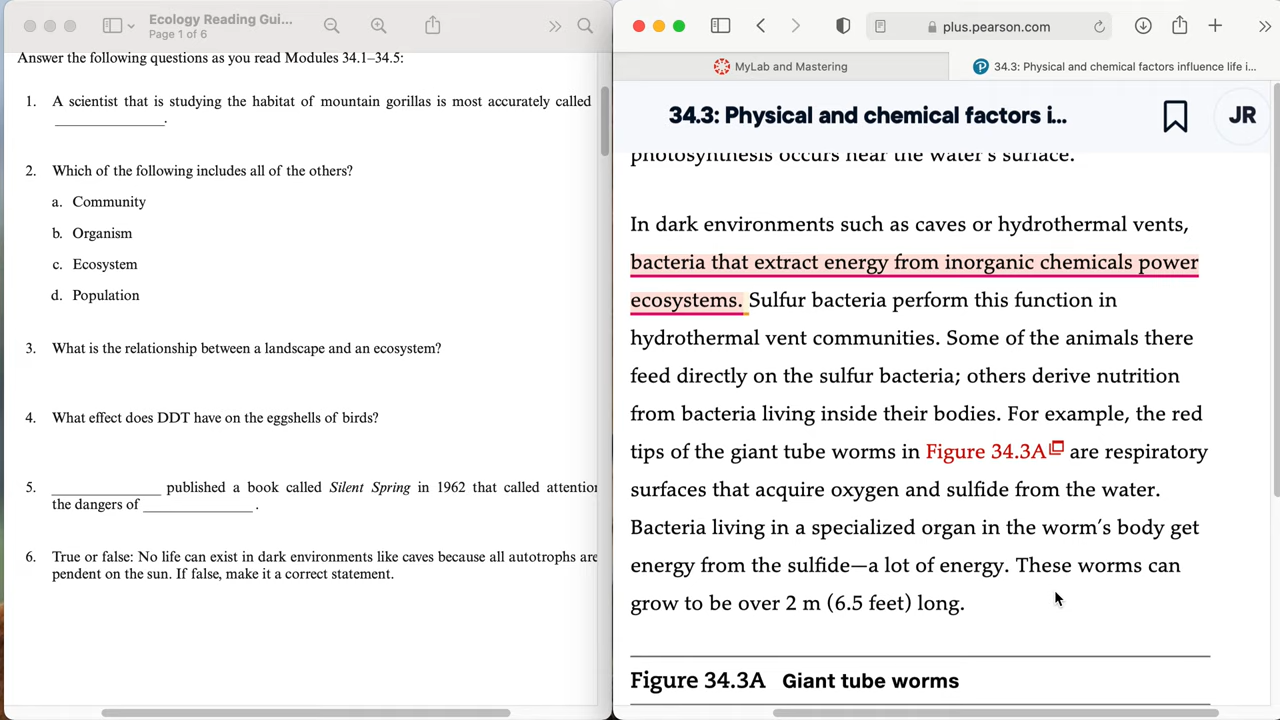 Ecology Reading Gui...
Page 1 of 6
Answer the following questions as you read Modules 34.1–34.5:
1. A scientist that is studying the habitat of mountain gorillas is most accurately called
_______________.
2. Which of the following includes all of the others?
a. Community
b. Organism
c. Ecosystem
d. Population
3. What is the relationship between a landscape and an ecosystem?
4. What effect does DDT have on the eggshells of birds?
5. _______________ published a book called Silent Spring in 1962 that called attention
the dangers of _______________ .
6. True or false: No life can exist in dark environments like caves because all autotrophs are
pendent on the sun. If false, make it a correct statement.
plus.pearson.com
MyLab and Mastering
34.3: Physical and chemical factors influence life i...
34.3: Physical and chemical factors i...
JR
photosynthesis occurs near the water's surface.
In dark environments such as caves or hydrothermal vents,
bacteria that extract energy from inorganic chemicals power
ecosystems. Sulfur bacteria perform this function in
hydrothermal vent communities. Some of the animals there
feed directly on the sulfur bacteria; others derive nutrition
from bacteria living inside their bodies. For example, the red
tips of the giant tube worms in Figure 34.3A are respiratory
surfaces that acquire oxygen and sulfide from the water.
Bacteria living in a specialized organ in the worm's body get
energy from the sulfide—a lot of energy. These worms can
grow to be over 2 m (6.5 feet) long.
Figure 34.3A Giant tube worms